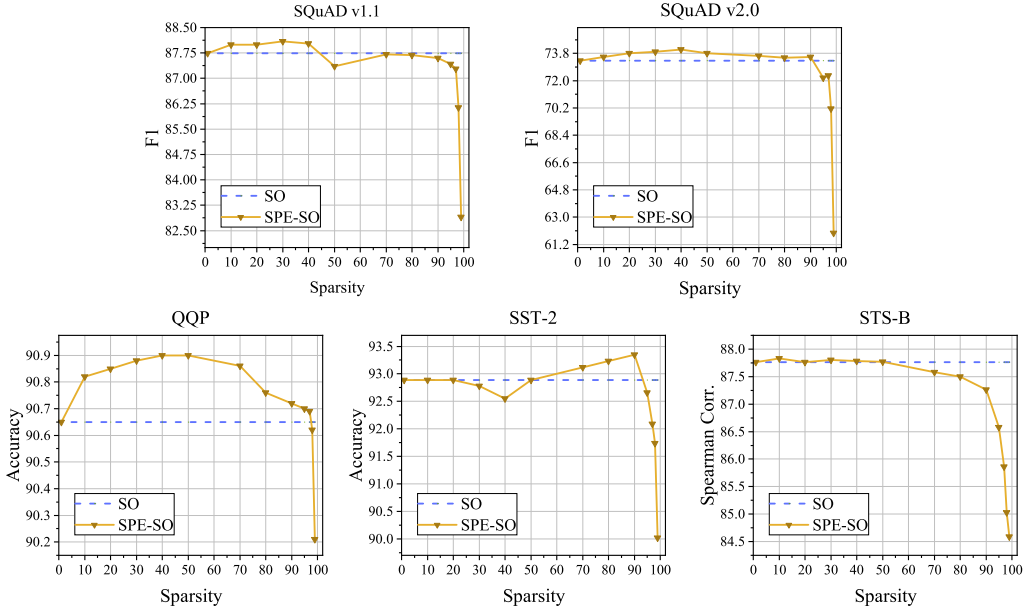 SQuAD v1.1
88.50
87.75
87.00
86.25
85.50
84.75
84.00
83.25
82.50
F1
SO
SPE-SO
0 10 20 30 40 50 60 70 80 90 100
Sparsity
SQuAD v2.0
73.8
72.0
70.2
68.4
66.6
64.8
63.0
61.2
F1
SO
SPE-SO
0 10 20 30 40 50 60 70 80 90 100
Sparsity
QQP
90.9
90.8
90.7
90.6
90.5
90.4
90.3
90.2
Accuracy
SO
SPE-SO
0 10 20 30 40 50 60 70 80 90 100
Sparsity
SST-2
93.5
93.0
92.5
92.0
91.5
91.0
90.5
90.0
Accuracy
SO
SPE-SO
0 10 20 30 40 50 60 70 80 90 100
Sparsity
STS-B
88.0
87.5
87.0
86.5
86.0
85.5
85.0
84.5
Spearman Corr.
SO
SPE-SO
0 10 20 30 40 50 60 70 80 90 100
Sparsity